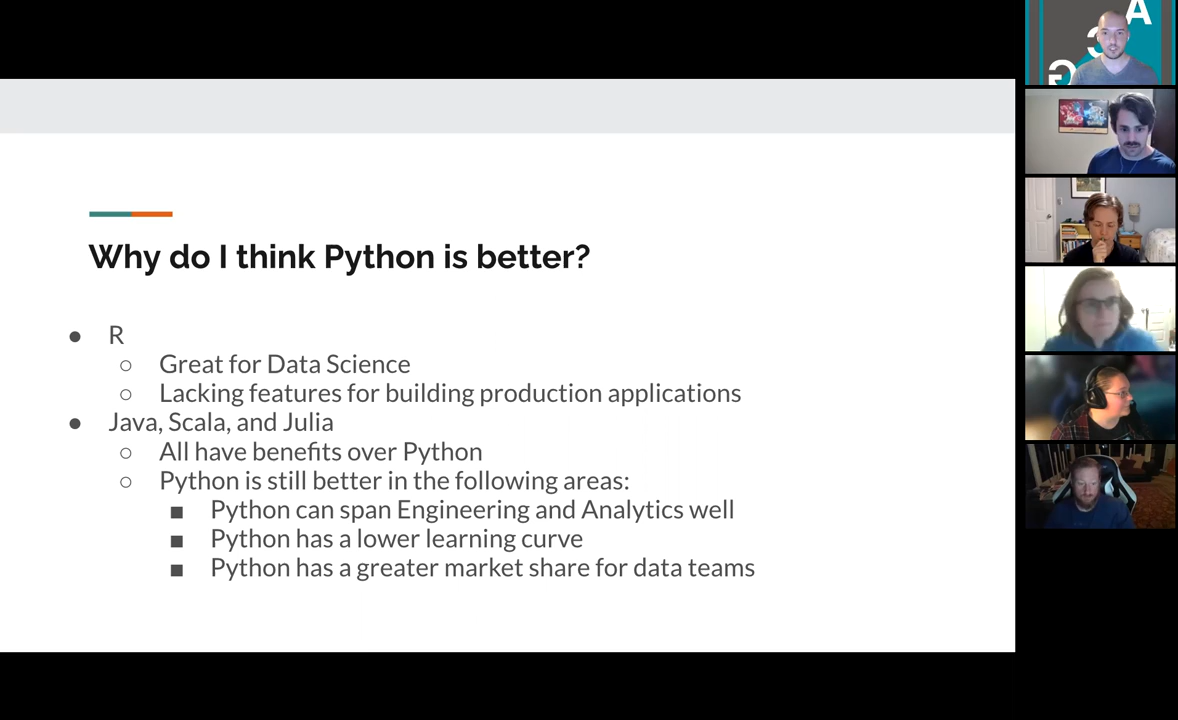 Why do I think Python is better?
● R
○ Great for Data Science
○ Lacking features for building production applications
● Java, Scala, and Julia
○ All have benefits over Python
○ Python is still better in the following areas:
■ Python can span Engineering and Analytics well
■ Python has a lower learning curve
■ Python has a greater market share for data teams
A
G